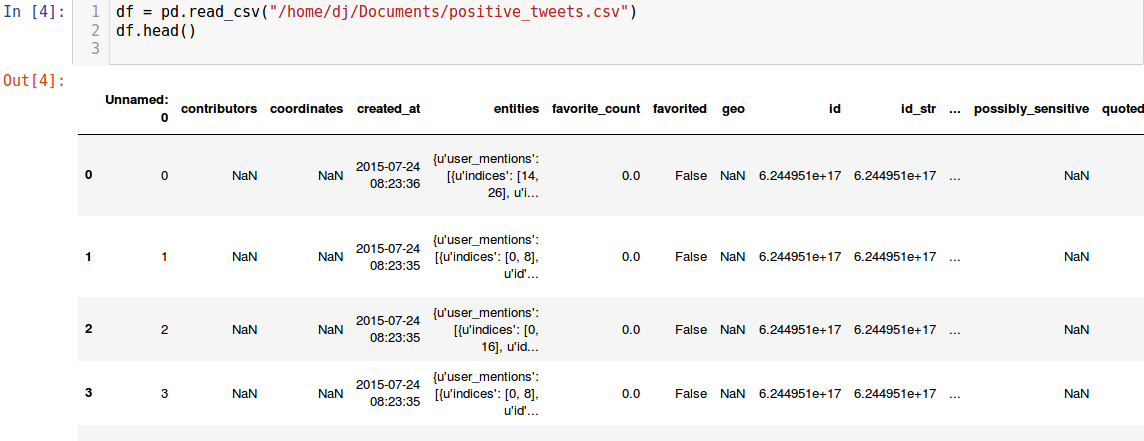 In [4]:
1 df = pd.read_csv("/home/dj/Documents/positive_tweets.csv")
2 df.head()
3
Out[4]:
Unnamed: 0 contributors coordinates created_at entities favorite_count favorited geo id id_str ... possibly_sensitive quoted
0 0 NaN NaN 2015-07-24 08:23:36 {u'user_mentions': [{u'indices': [14, 26], u'i... 0.0 False NaN 6.244951e+17 6.244951e+17 ... NaN
1 1 NaN NaN 2015-07-24 08:23:35 {u'user_mentions': [{u'indices': [0, 8], u'id'... 0.0 False NaN 6.244951e+17 6.244951e+17 ... NaN
2 2 NaN NaN 2015-07-24 08:23:35 {u'user_mentions': [{u'indices': [0, 16], u'id... 0.0 False NaN 6.244951e+17 6.244951e+17 ... NaN
3 3 NaN NaN 2015-07-24 08:23:35 {u'user_mentions': [{u'indices': [0, 8], u'id'... 0.0 False NaN 6.244951e+17 6.244951e+17 ... NaN